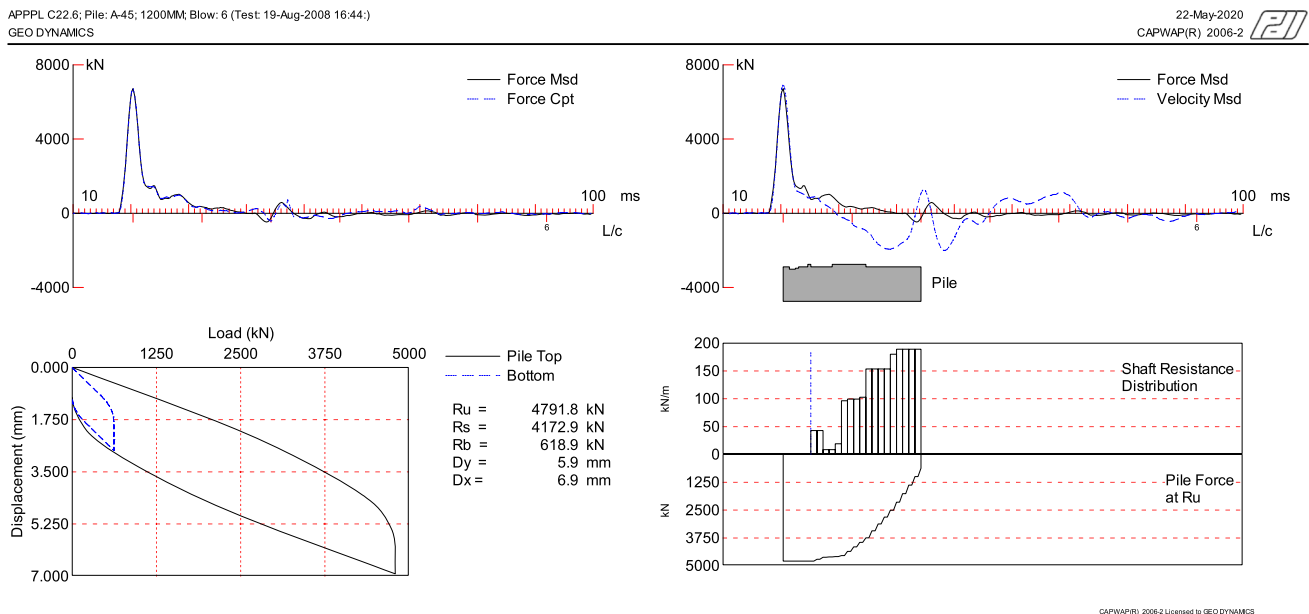 APPPL C22.6; Pile: A-45; 1200MM; Blow: 6 (Test: 19-Aug-2008 16:44:)
22-May-2020
GEO DYNAMICS
CAPWAP(R) 2006-2
8000 kN
Force Msd
Force Cpt
4000
10
100 ms
0
6
L/c
-4000
8000 kN
Force Msd
Velocity Msd
4000
10
100 ms
0
6
L/c
-4000
Pile
Load (kN)
0 1250 2500 3750 5000
0.000
1.750
3.500
5.250
7.000
Displacement (mm)
Pile Top
Bottom
Ru = 4791.8 kN
Rs = 4172.9 kN
Rb = 618.9 kN
Dy = 5.9 mm
Dx = 6.9 mm
200
150
100
50
0
kN/m
Shaft Resistance
Distribution
1250
2500
3750
5000
kN
Pile Force
at Ru
CAPWAP(R) 2006-2 Licensed to GEO DYNAMICS